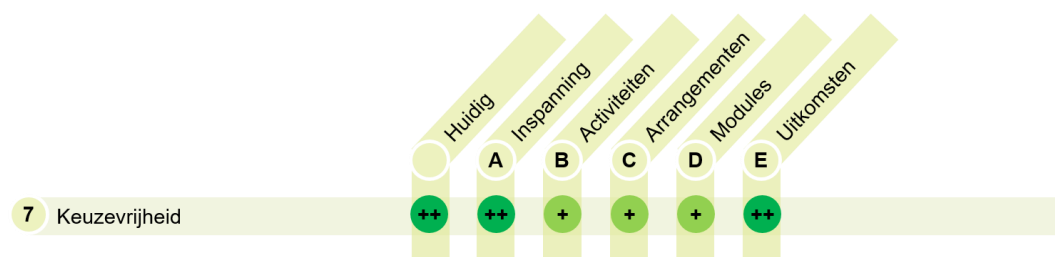 Huidig
Inspanning
Activiteiten
Arrangementen
Modules
Uitkomsten
A B C D E
7 Keuzevrijheid ++ ++ + + + ++